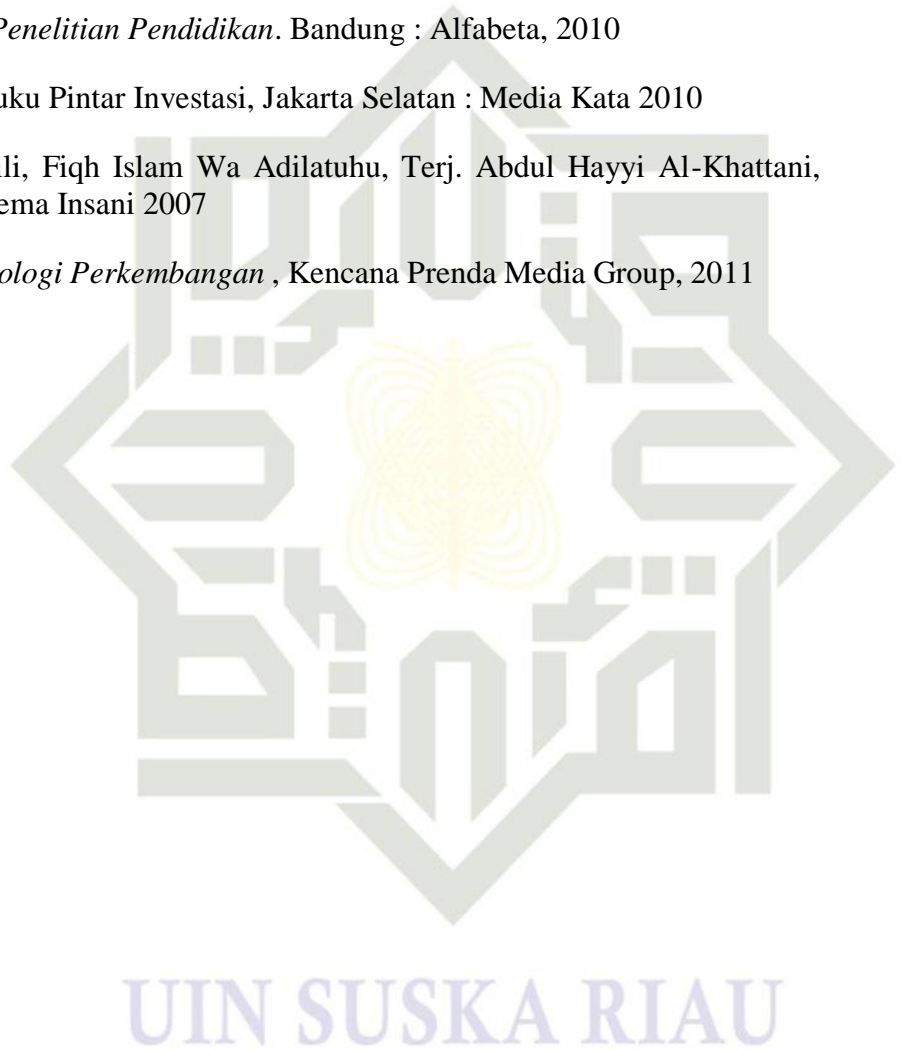 Penelitian Pendidikan. Bandung : Alfabeta, 2010
uku Pintar Investasi, Jakarta Selatan : Media Kata 2010
ili, Fiqh Islam Wa Adilatuhu, Terj. Abdul Hayyi Al-Khattani,
ema Insani 2007
ologi Perkembangan , Kencana Prenda Media Group, 2011
UIN SUSKA RIAU